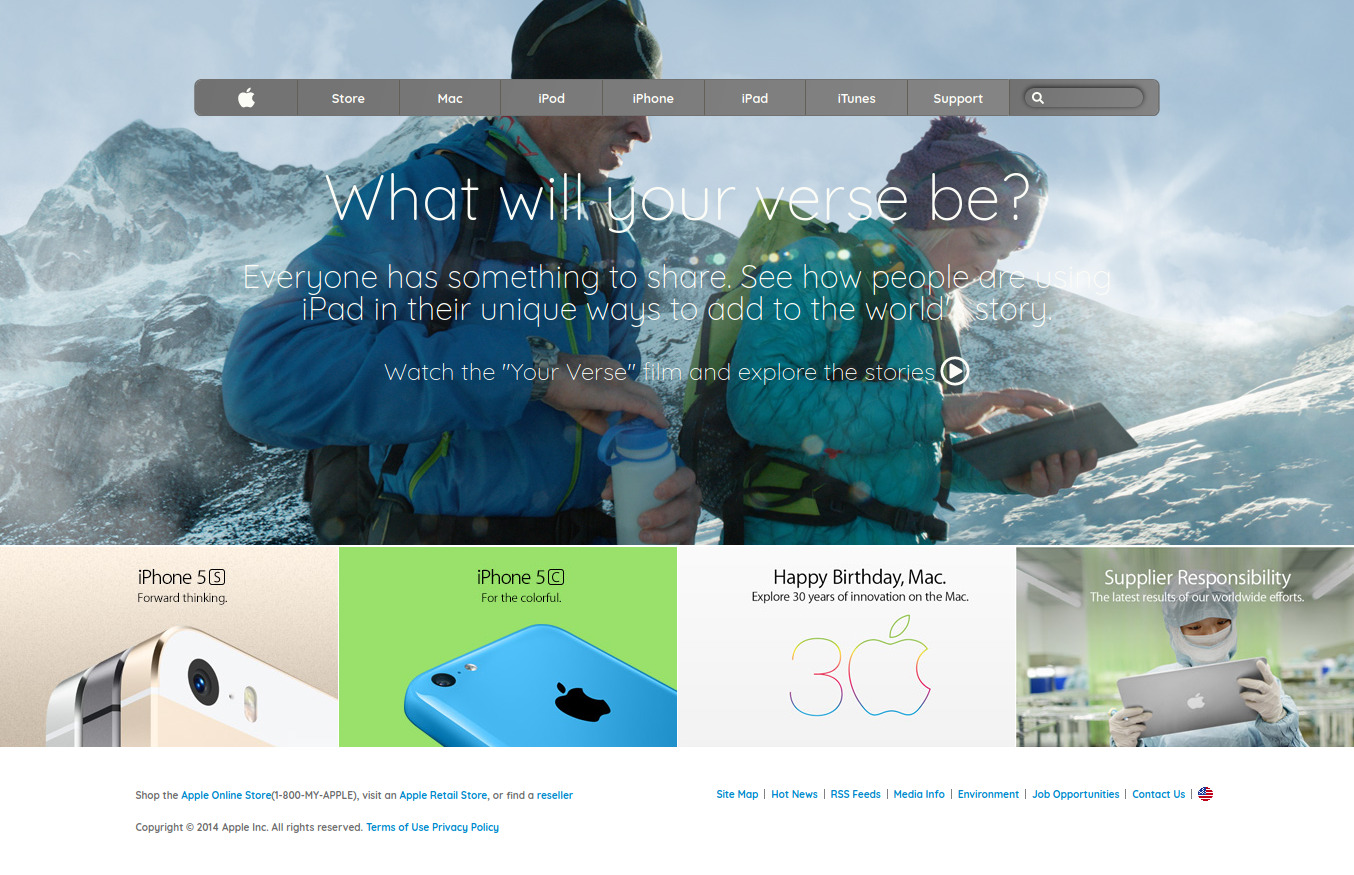 Store Mac iPod iPhone iPad iTunes Support
What will your verse be?
Everyone has something to share. See how people are using
iPad in their unique ways to add to the world's story.
Watch the "Your Verse" film and explore the stories
iPhone 5S
Forward thinking.
iPhone 5C
For the colorful.
Happy Birthday, Mac.
Explore 30 years of innovation on the Mac.
30
Supplier Responsibility
The latest results of our worldwide efforts.
Shop the Apple Online Store(1-800-MY-APPLE), visit an Apple Retail Store, or find a reseller
Site Map | Hot News | RSS Feeds | Media Info | Environment | Job Opportunities | Contact Us |
Copyright © 2014 Apple Inc. All rights reserved. Terms of Use Privacy Policy